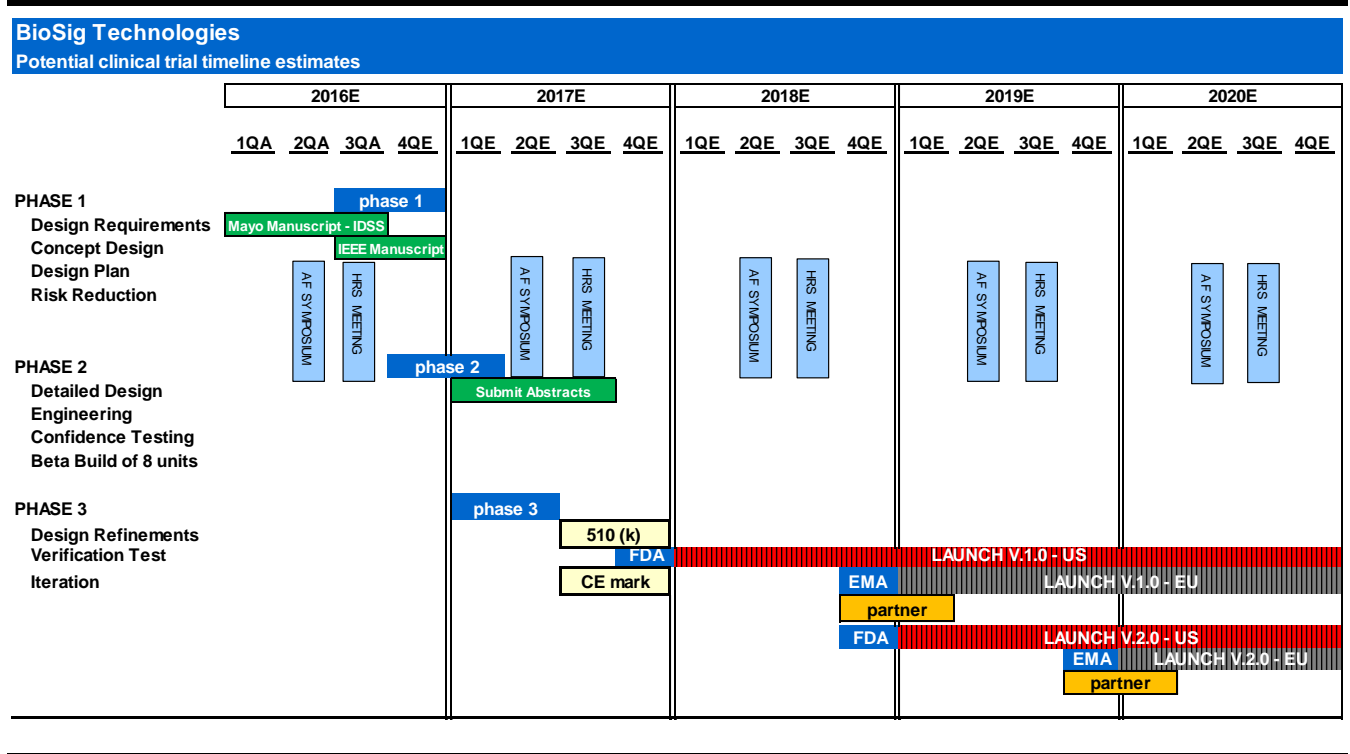 BioSig Technologies
Potential clinical trial timeline estimates
2016E 2017E 2018E 2019E 2020E
1QA 2QA 3QA 4QE 1QE 2QE 3QE 4QE 1QE 2QE 3QE 4QE 1QE 2QE 3QE 4QE 1QE 2QE 3QE 4QE
PHASE 1 phase 1
Design Requirements Mayo Manuscript - IDSS
Concept Design IEEE Manuscript
Design Plan
Risk Reduction
AF SYMPOSIUM HRS MEETING AF SYMPOSIUM HRS MEETING AF SYMPOSIUM HRS MEETING AF SYMPOSIUM HRS MEETING AF SYMPOSIUM HRS MEETING
PHASE 2 phase 2
Detailed Design Submit Abstracts
Engineering
Confidence Testing
Beta Build of 8 units
PHASE 3 phase 3
Design Refinements 510 (k)
Verification Test FDA LAUNCH V.1.0 - US
Iteration CE mark EMA LAUNCH V.1.0 - EU
partner
FDA LAUNCH V.2.0 - US
EMA LAUNCH V.2.0 - EU
partner